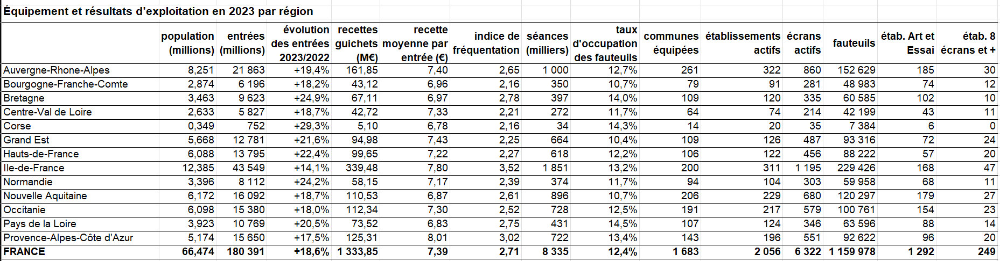 Équipement et résultats d’exploitation en 2023 par région
population (millions) entrées (millions) évolution des entrées 2023/2022 recettes guichets (M€) recette moyenne par entrée (€) indice de fréquentation séances (milliers) taux d'occupation des fauteuils communes équipées établissements actifs écrans actifs fauteuils étab. Art et Essai étab. 8 écrans et +
Auvergne-Rhone-Alpes 8,251 21 863 +19,4% 161,85 7,40 2,65 1 000 12,7% 261 322 860 152 629 185 30
Bourgogne-Franche-Comte 2,874 6 196 +18,2% 43,12 6,96 2,16 350 10,7% 79 91 281 48 983 74 12
Bretagne 3,463 9 623 +24,9% 67,11 6,97 2,78 397 14,0% 109 120 335 60 585 102 10
Centre-Val de Loire 2,633 5 827 +18,7% 42,72 7,33 2,21 272 11,7% 64 74 214 42 199 43 11
Corse 0,349 752 +29,3% 5,10 6,78 2,16 34 14,3% 14 20 35 7 384 6 0
Grand Est 5,668 12 781 +21,6% 94,98 7,43 2,25 664 10,4% 109 126 487 93 316 72 24
Hauts-de-France 6,088 13 795 +22,4% 99,65 7,22 2,27 618 12,2% 106 122 456 88 222 57 20
Ile-de-France 12,385 43 549 +14,1% 339,48 7,80 3,52 1 851 13,2% 200 311 1 195 229 426 168 47
Normandie 3,396 8 112 +24,2% 58,15 7,17 2,39 374 11,7% 94 104 303 59 958 68 11
Nouvelle Aquitaine 6,172 16 092 +18,7% 110,53 6,87 2,61 896 10,7% 206 229 680 120 297 179 27
Occitanie 6,098 15 380 +18,0% 112,34 7,30 2,52 728 12,5% 191 217 579 100 761 154 23
Pays de la Loire 3,923 10 769 +20,5% 73,52 6,83 2,75 431 14,5% 107 124 346 63 596 88 14
Provence-Alpes-Côte d'Azur 5,174 15 650 +17,5% 125,31 8,01 3,02 722 13,4% 143 196 551 92 622 96 20
FRANCE 66,474 180 391 +18,6% 1 333,85 7,39 2,71 8 335 12,4% 1 683 2 056 6 322 1 159 978 1 292 249